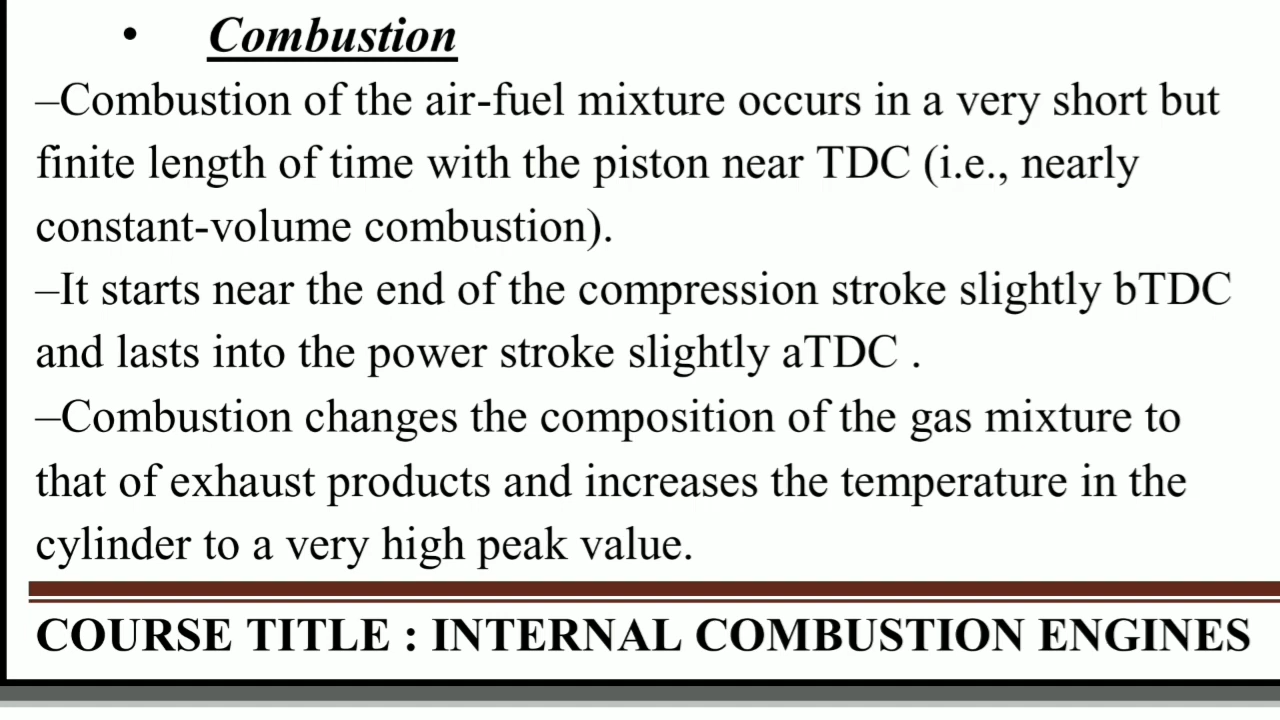 • Combustion
–Combustion of the air-fuel mixture occurs in a very short but
finite length of time with the piston near TDC (i.e., nearly
constant-volume combustion).
–It starts near the end of the compression stroke slightly bTDC
and lasts into the power stroke slightly aTDC .
–Combustion changes the composition of the gas mixture to
that of exhaust products and increases the temperature in the
cylinder to a very high peak value.
COURSE TITLE : INTERNAL COMBUSTION ENGINES